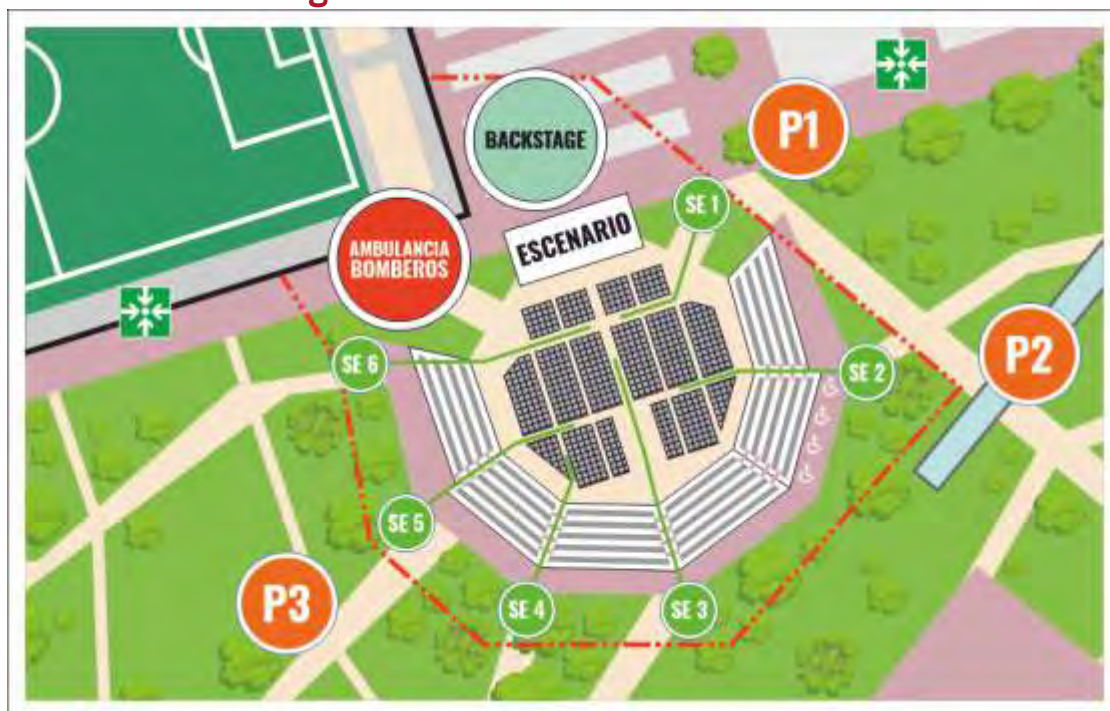 BACKSTAGE
P1
SE 1
ESCENARIO
AMBULANCIA
BOMBEROS
P2
SE 6
SE 2
SE 5
P3
SE 4
SE 3